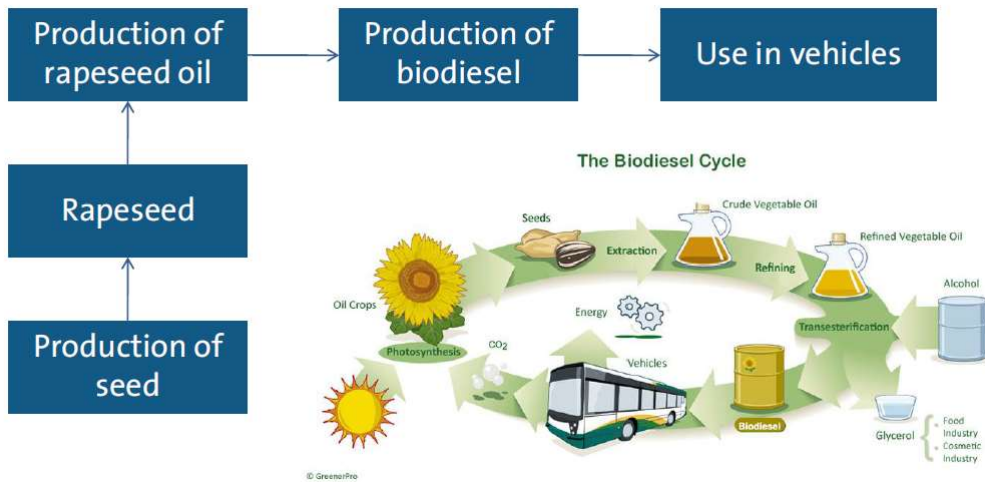 Production of
rapeseed oil
Production of
biodiesel
Use in vehicles
Rapeseed
Production of
seed
The Biodiesel Cycle
Seeds
Crude Vegetable Oil
Extraction
Refined Vegetable Oil
Refining
Oil Crops
Alcohol
Energy
Transesterification
Photosynthesis
CO2
Vehicles
Biodiesel
Glycerol
• Food
Industry
• Cosmetic
Industry
© GreenerPro